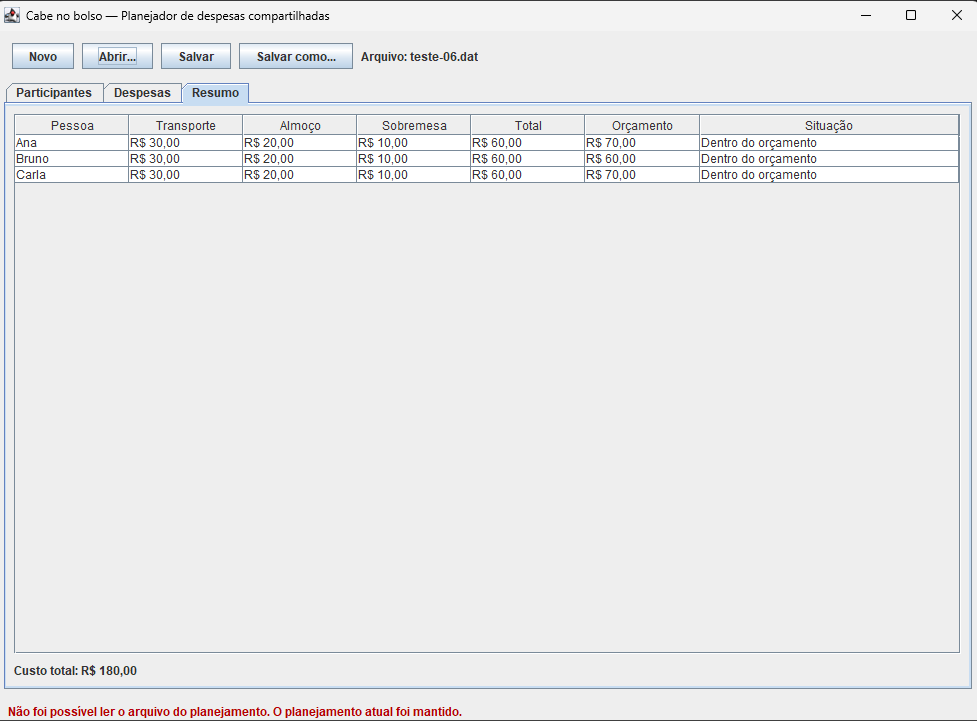 Cabe no bolso — Planejador de despesas compartilhadas
Novo Abrir... Salvar Salvar como... Arquivo: teste-06.dat
Participantes Despesas Resumo
Pessoa Transporte Almoço Sobremesa Total Orçamento Situação
Ana R$ 30,00 R$ 20,00 R$ 10,00 R$ 60,00 R$ 70,00 Dentro do orçamento
Bruno R$ 30,00 R$ 20,00 R$ 10,00 R$ 60,00 R$ 60,00 Dentro do orçamento
Carla R$ 30,00 R$ 20,00 R$ 10,00 R$ 60,00 R$ 70,00 Dentro do orçamento
Custo total: R$ 180,00
Não foi possível ler o arquivo do planejamento. O planejamento atual foi mantido.